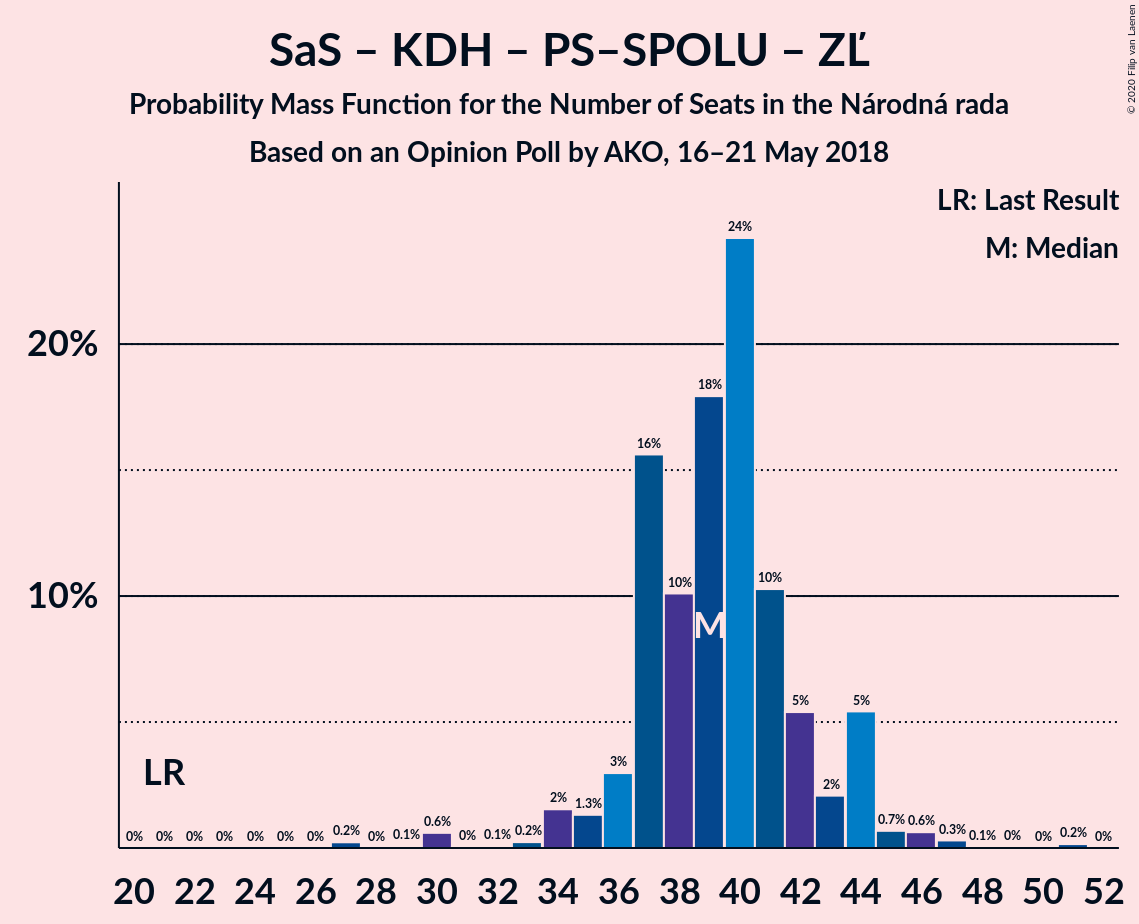 SaS – KDH – PS–SPOLU – ZĽ
Probability Mass Function for the Number of Seats in the Národná rada
Based on an Opinion Poll by AKO, 16–21 May 2018
© 2020 Filip van Laenen
LR: Last Result
M: Median
20%
10%
LR
M
0% 0% 0% 0% 0% 0% 0% 0.2% 0% 0.1% 0.6% 0% 0.1% 0.2% 2% 1.3% 3% 16% 10% 18% 24% 10% 5% 2% 5% 0.7% 0.6% 0.3% 0.1% 0% 0% 0.2% 0%
20 22 24 26 28 30 32 34 36 38 40 42 44 46 48 50 52